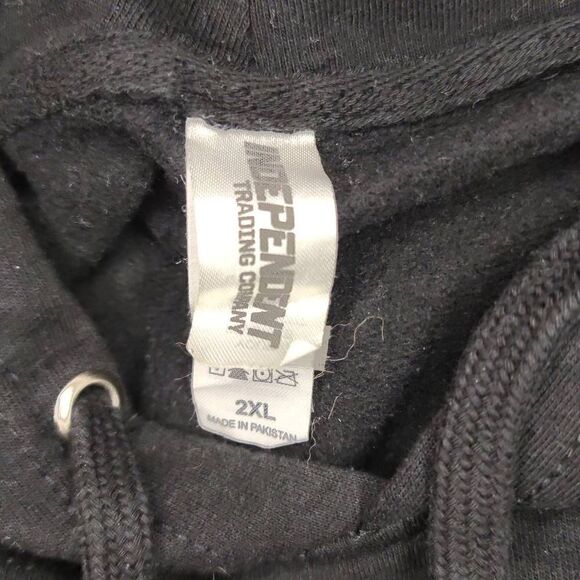 INDEPENDENT
TRADING COMPANY
2XL
MADE IN PAKISTAN